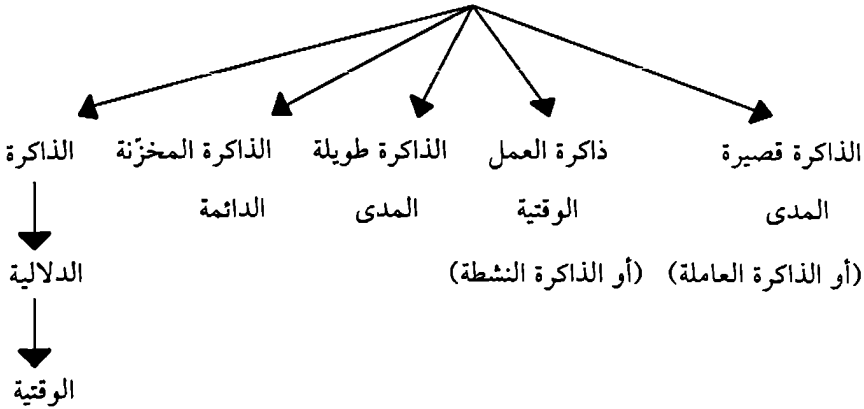 الذاكرة قصيرة ذاكرة العمل الذاكرة طويلة الذاكرة المخزّنة الذاكرة
المدى الوقتية المدى الدائمة
(أو الذاكرة العاملة) (أو الذاكرة النشطة) الدلالية
الوقتية